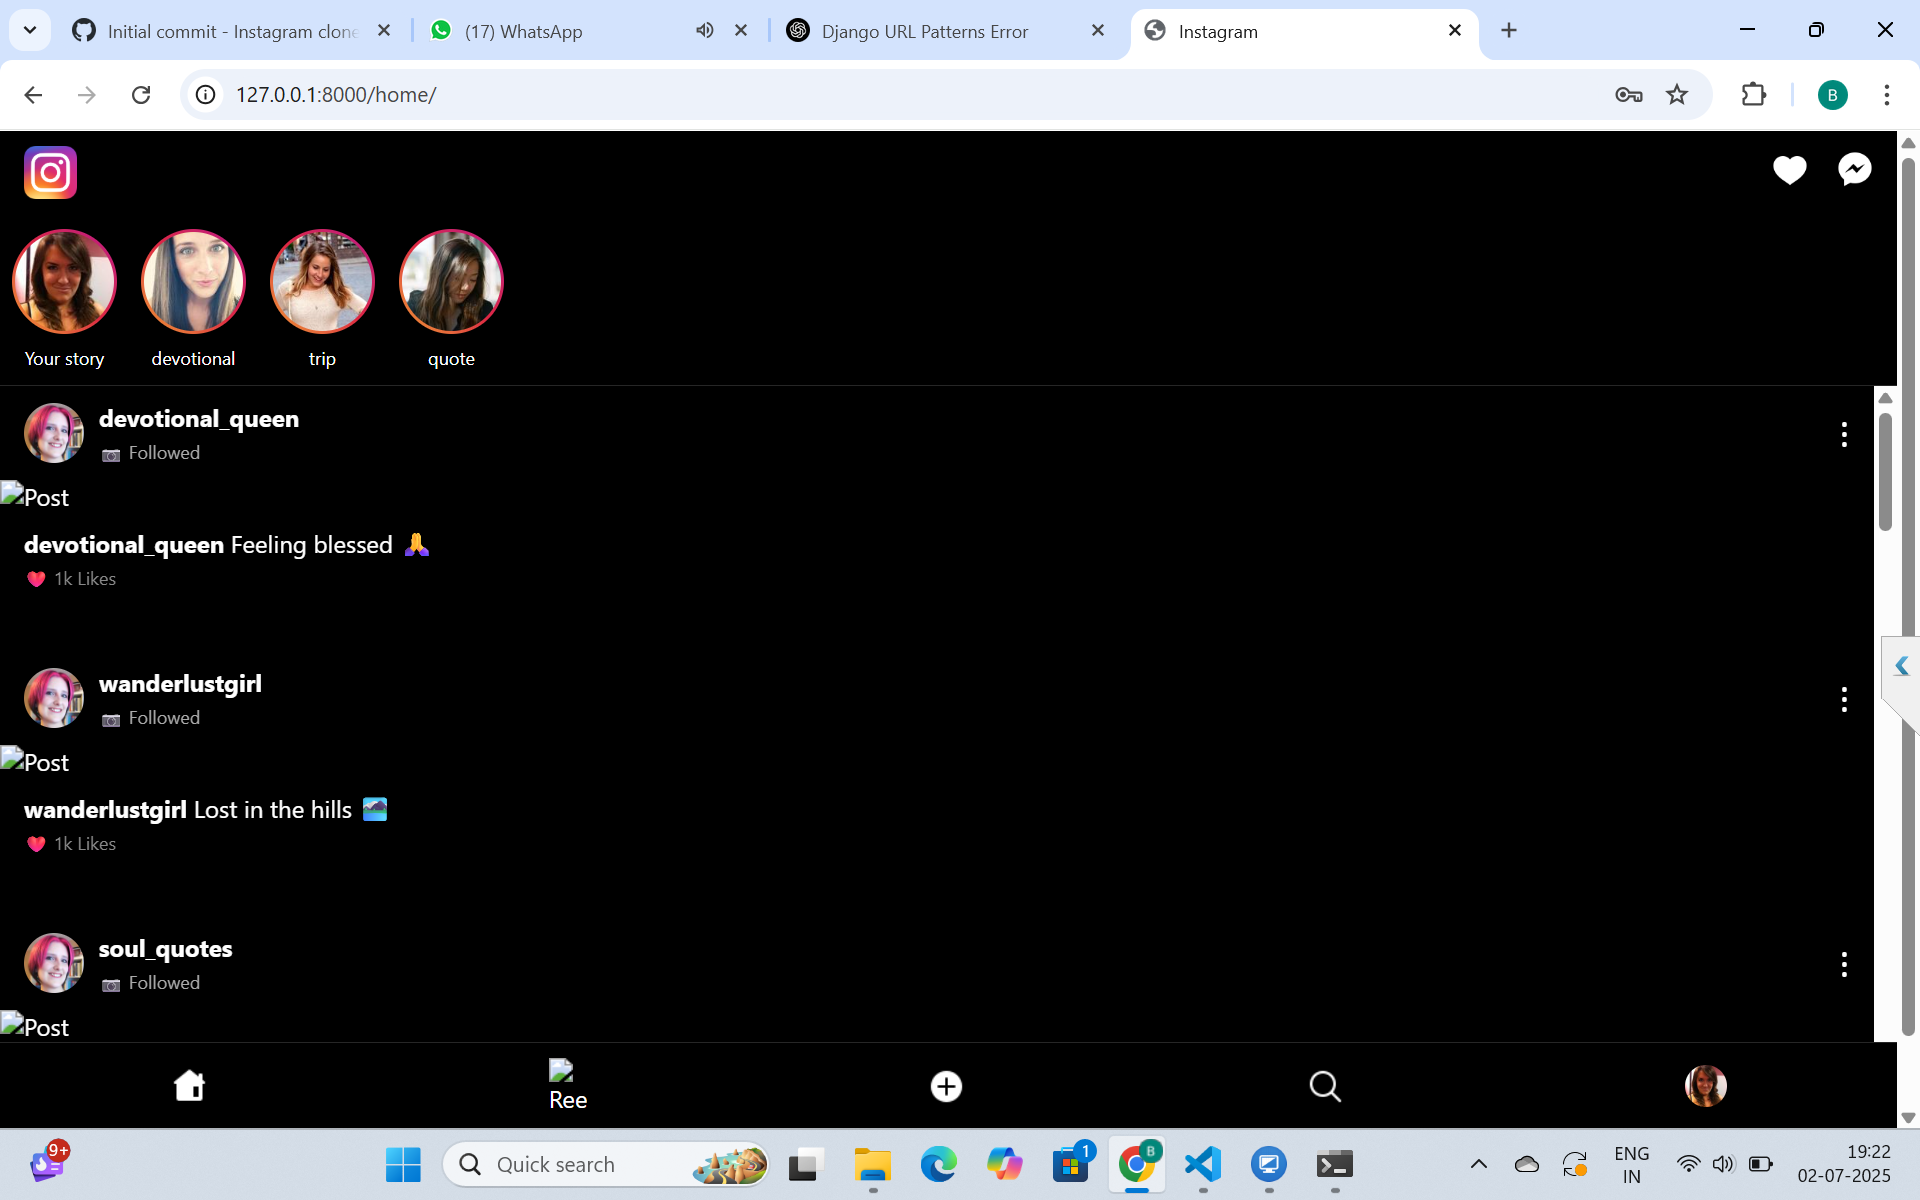 Initial commit - Instagram clone
(17) WhatsApp
Django URL Patterns Error
Instagram
127.0.0.1:8000/home/
B
Your story
devotional
trip
quote
devotional_queen
Followed
Post
devotional_queen Feeling blessed 🙏
1k Likes
wanderlustgirl
Followed
Post
wanderlustgirl Lost in the hills 🏞️
1k Likes
soul_quotes
Followed
Post
Ree
9+
Quick search
1
B
ENG
IN
19:22
02-07-2025